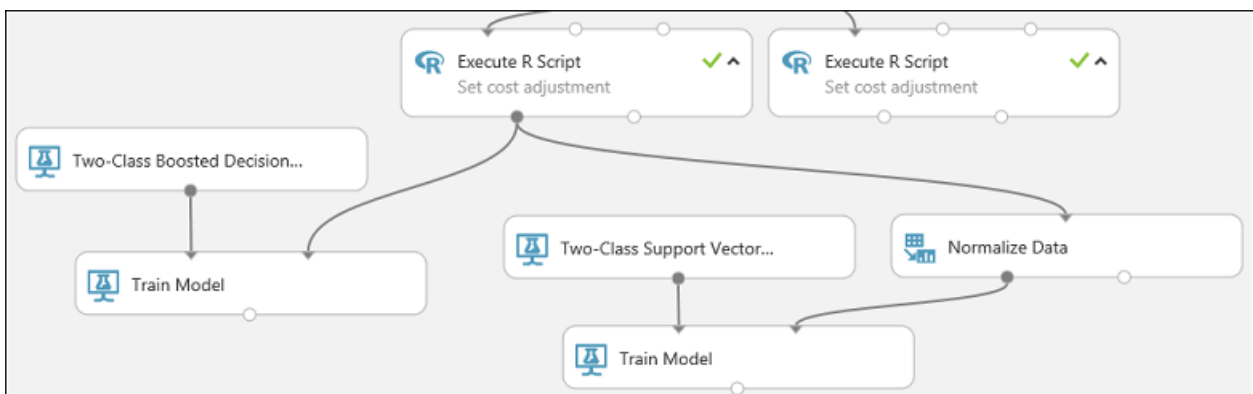 Execute R Script
Set cost adjustment
Execute R Script
Set cost adjustment
Two-Class Boosted Decision...
Two-Class Support Vector...
Normalize Data
Train Model
Train Model